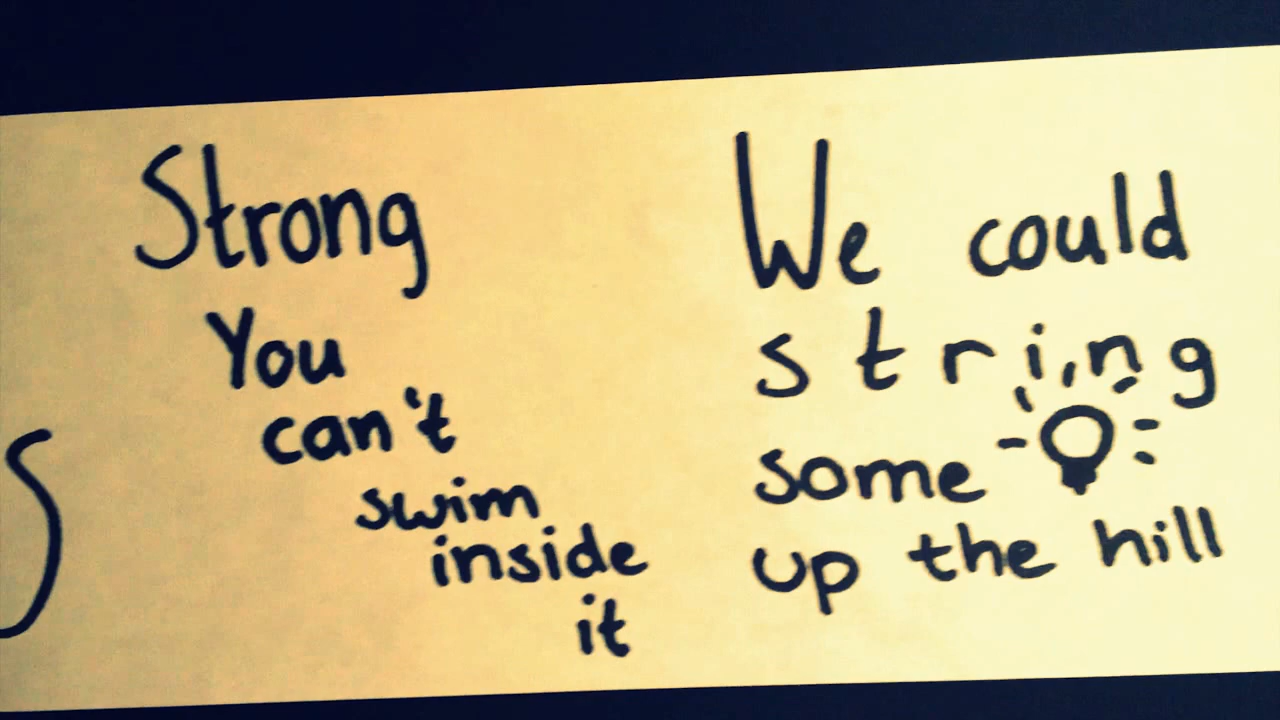 Strong
You
can't
swim
inside
it
We could
string
some
up the hill